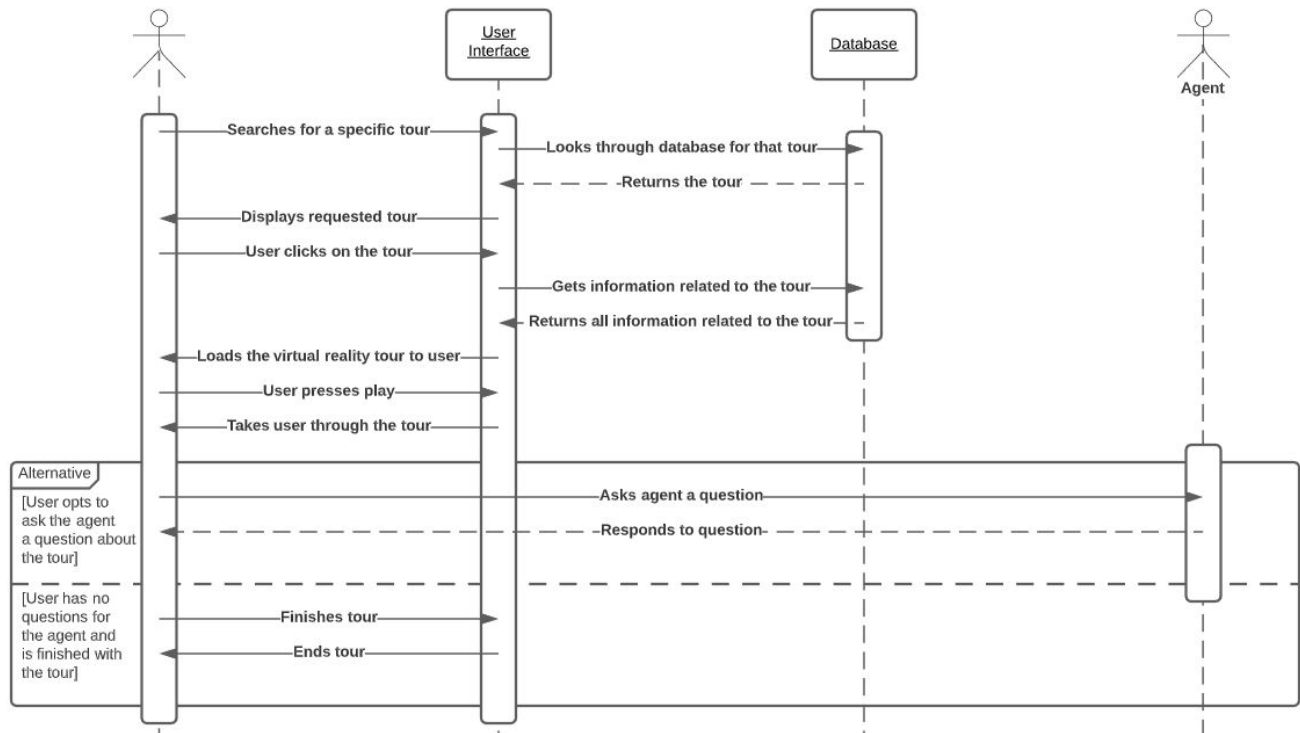 User
Interface
Database
Agent
Searches for a specific tour
Looks through database for that tour
Returns the tour
Displays requested tour
User clicks on the tour
Gets information related to the tour
Returns all information related to the tour
Loads the virtual reality tour to user
User presses play
Takes user through the tour
Alternative
[User opts to
ask the agent
a question about
the tour]
Asks agent a question
Responds to question
[User has no
questions for
the agent and
is finished with
the tour]
Finishes tour
Ends tour